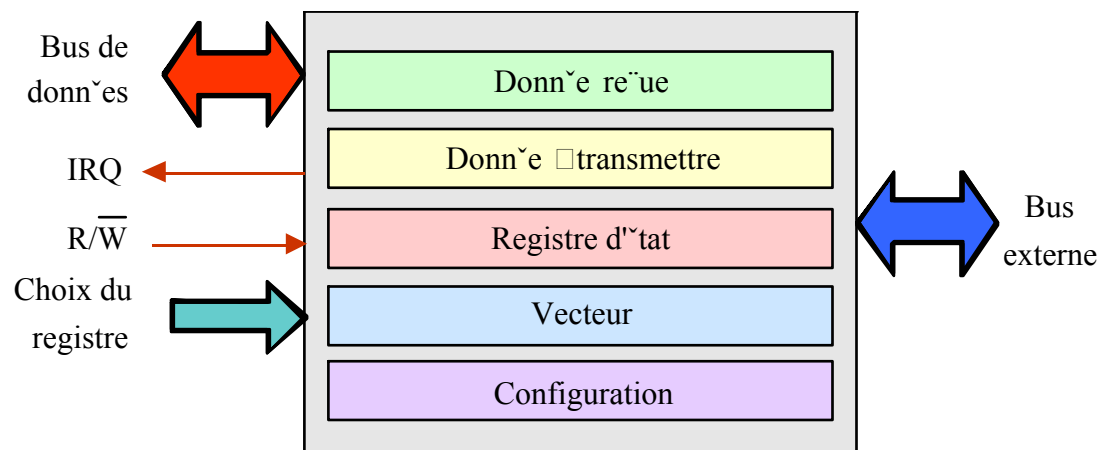 Bus de
donnˇes
IRQ
R/W̅
Choix du
registre
Donnˇe re¨ue
Donnˇe □transmettre
Registre d'ˇtat
Vecteur
Configuration
Bus
externe